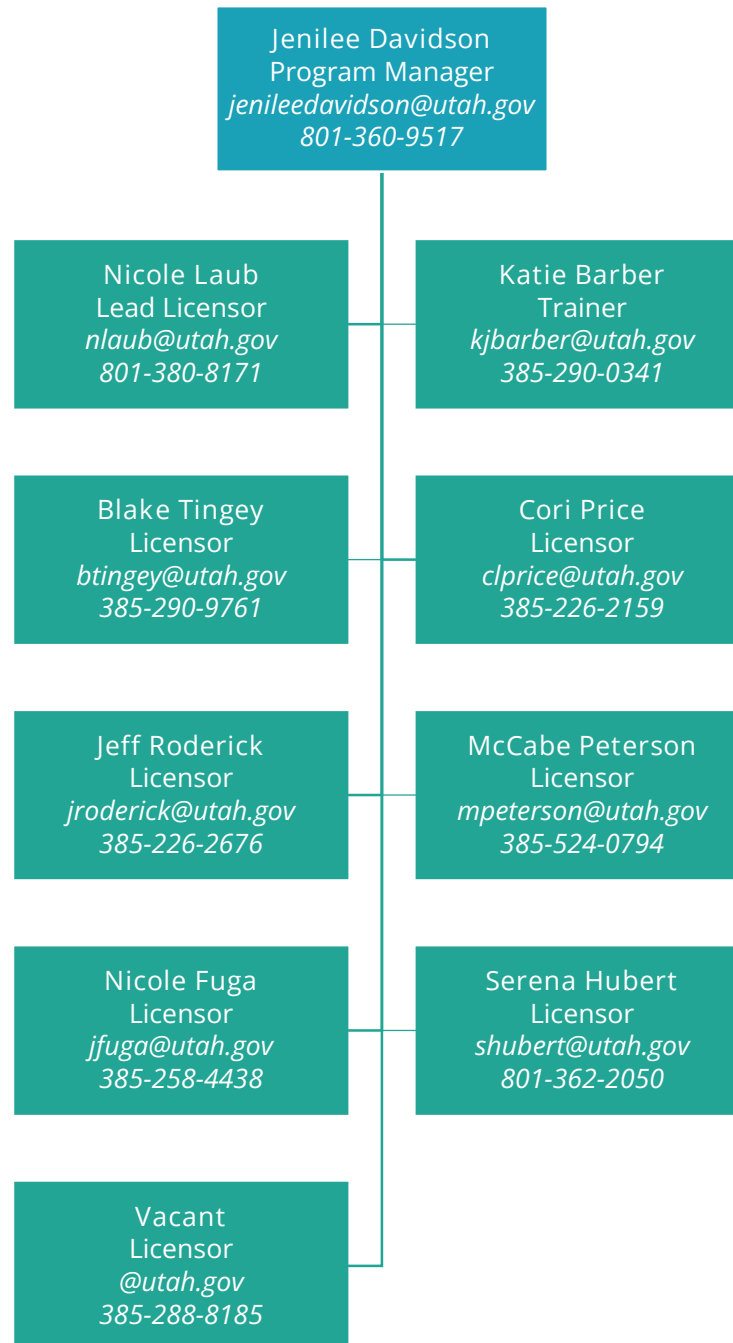 Jenilee Davidson
Program Manager
jenileedavidson@utah.gov
801-360-9517
Nicole Laub
Lead Licensor
nlaub@utah.gov
801-380-8171
Katie Barber
Trainer
kjbarber@utah.gov
385-290-0341
Blake Tingey
Licensor
btingey@utah.gov
385-290-9761
Cori Price
Licensor
clprice@utah.gov
385-226-2159
Jeff Roderick
Licensor
jroderick@utah.gov
385-226-2676
McCabe Peterson
Licensor
mpeterson@utah.gov
385-524-0794
Nicole Fuga
Licensor
jfuga@utah.gov
385-258-4438
Serena Hubert
Licensor
shubert@utah.gov
801-362-2050
Vacant
Licensor
@utah.gov
385-288-8185